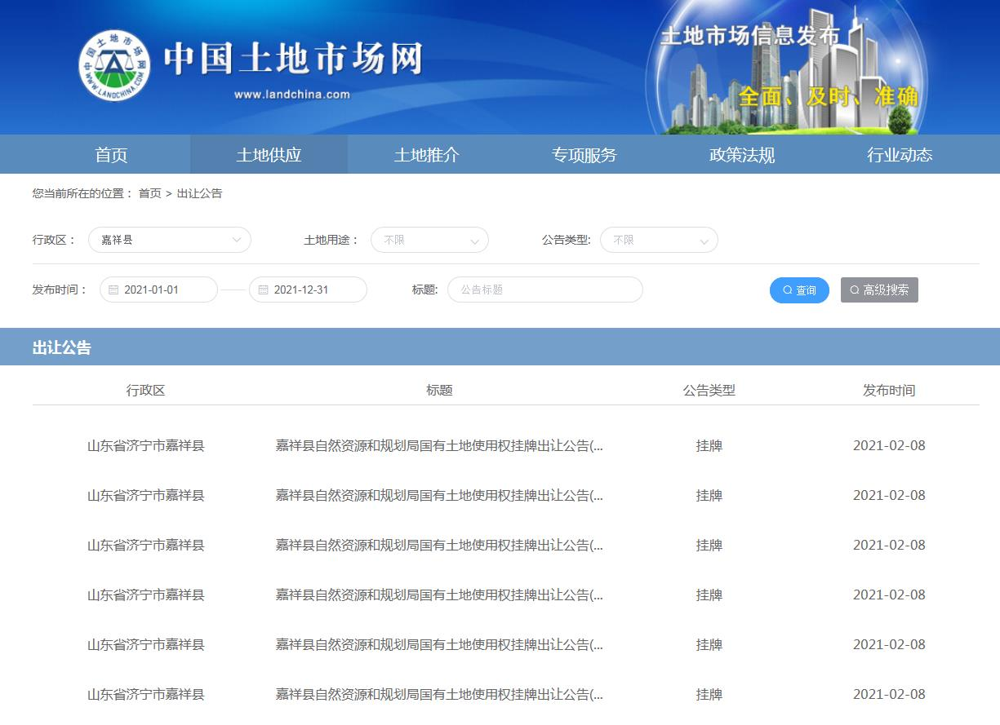 中国土地市场网
WWW.LANDCHINA.COM
中国土地市场网
www.landchina.com
土地市场信息发布
全面、及时、准确
首页 土地供应 土地推介 专项服务 政策法规 行业动态
您当前所在的位置： 首页 > 出让公告
行政区： 嘉祥县 土地用途： 不限 公告类型: 不限
发布时间： 2021-01-01 2021-12-31 标题: 公告标题 查询 高级搜索
出让公告
行政区 标题 公告类型 发布时间
山东省济宁市嘉祥县 嘉祥县自然资源和规划局国有土地使用权挂牌出让公告(... 挂牌 2021-02-08
山东省济宁市嘉祥县 嘉祥县自然资源和规划局国有土地使用权挂牌出让公告(... 挂牌 2021-02-08
山东省济宁市嘉祥县 嘉祥县自然资源和规划局国有土地使用权挂牌出让公告(... 挂牌 2021-02-08
山东省济宁市嘉祥县 嘉祥县自然资源和规划局国有土地使用权挂牌出让公告(... 挂牌 2021-02-08
山东省济宁市嘉祥县 嘉祥县自然资源和规划局国有土地使用权挂牌出让公告(... 挂牌 2021-02-08
山东省济宁市嘉祥县 嘉祥县自然资源和规划局国有土地使用权挂牌出让公告(... 挂牌 2021-02-08